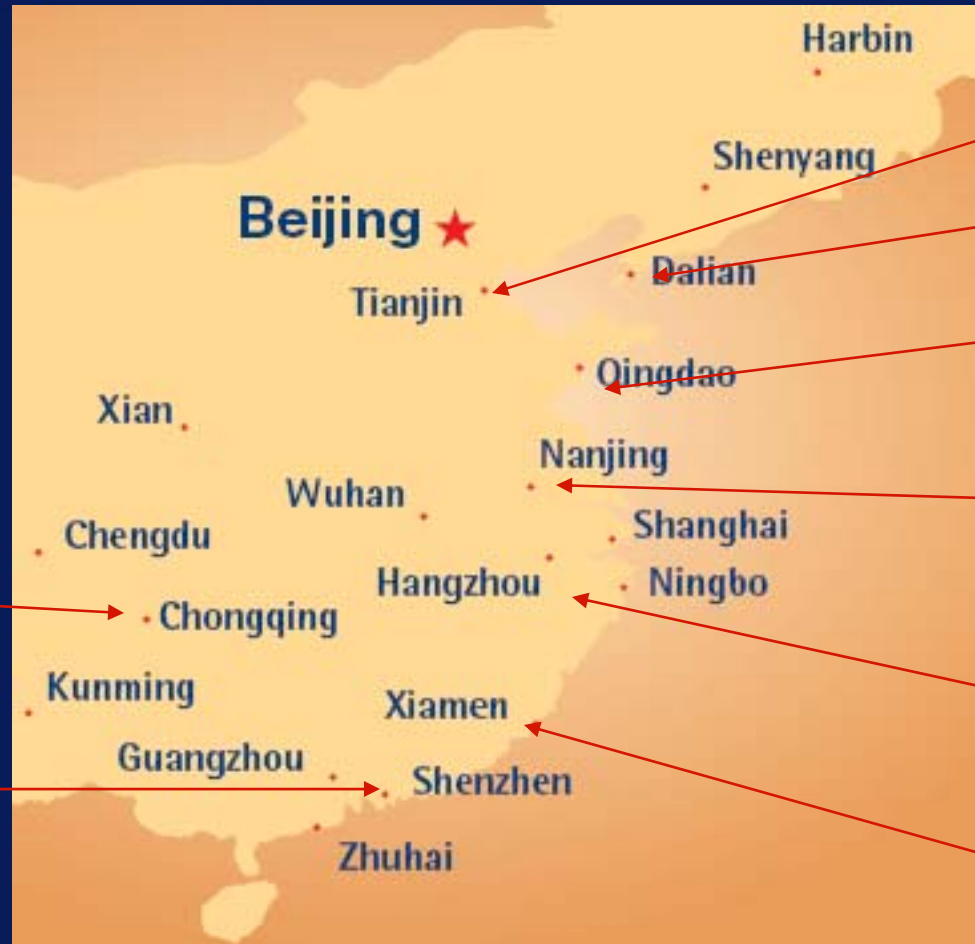 Harbin
Shenyang
Beijing
Dalian
Tianjin
Qingdao
Xian
Nanjing
Wuhan
Shanghai
Chengdu
Hangzhou
Ningbo
Chongqing
Kunming
Xiamen
Guangzhou
Shenzhen
Zhuhai